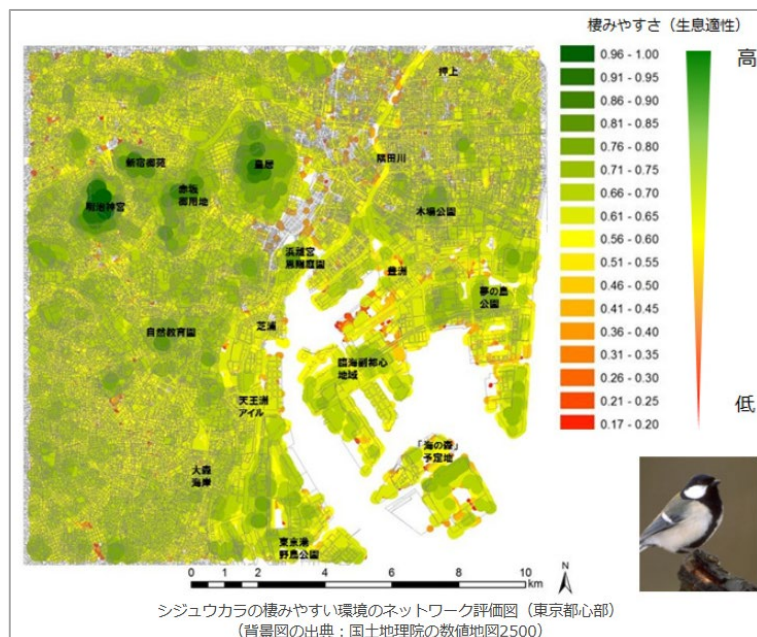 棲みやすさ（生息適性）
高
0.96 - 1.00
0.91 - 0.95
0.86 - 0.90
0.81 - 0.85
0.76 - 0.80
0.71 - 0.75
0.66 - 0.70
0.61 - 0.65
0.56 - 0.60
0.51 - 0.55
0.46 - 0.50
0.41 - 0.45
0.36 - 0.40
0.31 - 0.35
0.26 - 0.30
0.21 - 0.25
0.17 - 0.20
低
押上
新宿御苑
皇居
隅田川
赤坂
御用地
明治神宮
木場公園
浜離宮
恩賜庭園
豊洲
夢の島
公園
自然教育園
芝浦
臨海副都心
地域
天王洲
アイル
「海の森」
予定地
大森
海岸
東京港
野鳥公園
0 2 4 6 8 10
km
N
シジュウカラの棲みやすい環境のネットワーク評価図（東京都心部）
（背景図の出典：国土地理院の数値地図2500）